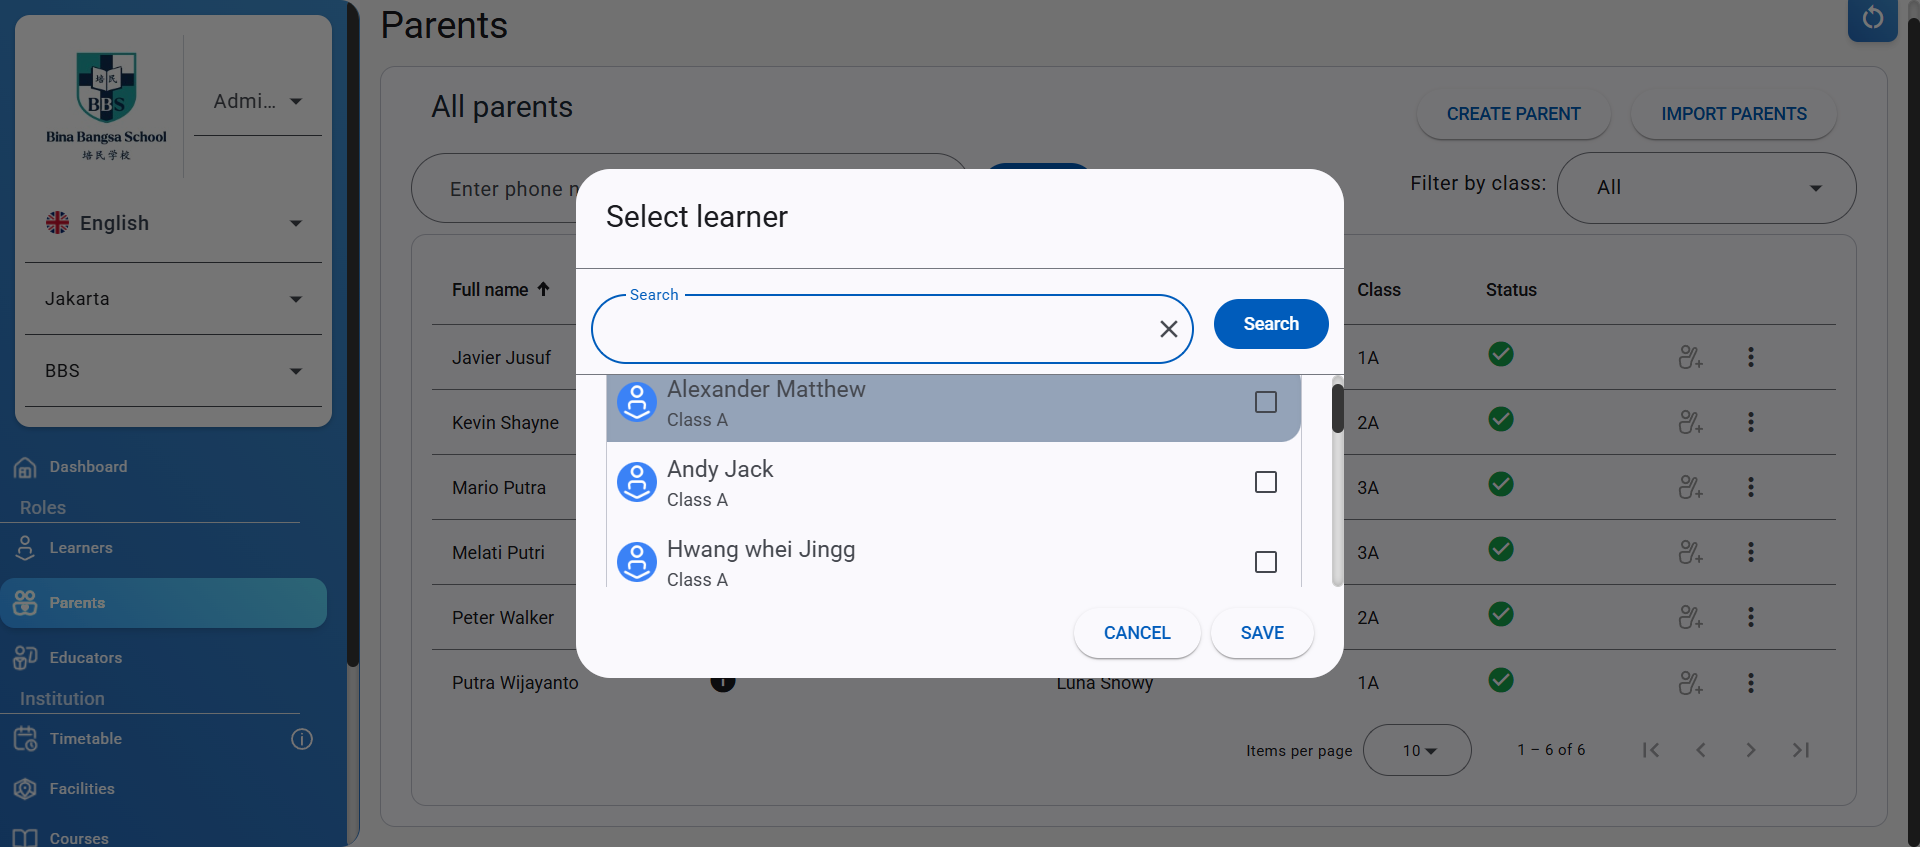 培 民
BBS
Bina Bangsa School
培民学校
Admi...
English
Jakarta
BBS
Dashboard
Roles
Learners
Parents
Educators
Institution
Timetable
Facilities
Courses
Parents
All parents
CREATE PARENT
IMPORT PARENTS
Enter phone n
Filter by class:
All
Full name
Class
Status
Javier Jusuf
1A
Kevin Shayne
2A
Mario Putra
3A
Melati Putri
3A
Peter Walker
2A
Putra Wijayanto
Luna Snowy
1A
Items per page
10
1 – 6 of 6
Select learner
Search
Search
Alexander Matthew
Class A
Andy Jack
Class A
Hwang whei Jingg
Class A
CANCEL
SAVE